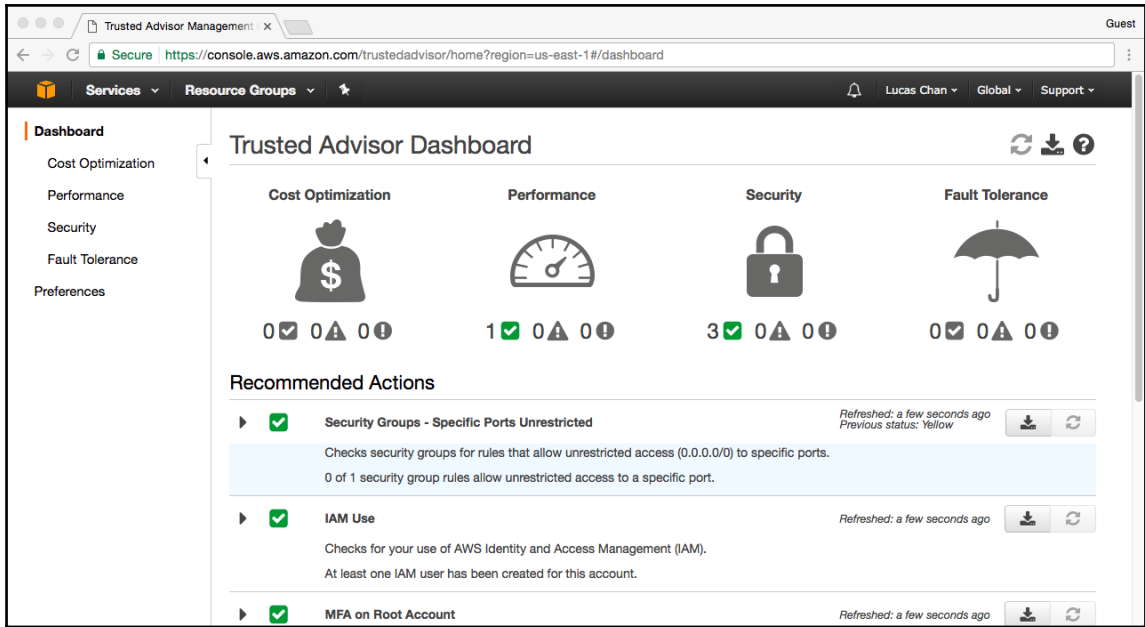 Trusted Advisor Management
Guest
Secure https://console.aws.amazon.com/trustedadvisor/home?region=us-east-1#/dashboard
Services Resource Groups Lucas Chan Global Support
Dashboard
Cost Optimization
Performance
Security
Fault Tolerance
Preferences
Trusted Advisor Dashboard
Cost Optimization Performance Security Fault Tolerance
$
0 0 0 1 0 0 3 0 0 0 0 0
Recommended Actions
Security Groups - Specific Ports Unrestricted
Refreshed: a few seconds ago
Previous status: Yellow
Checks security groups for rules that allow unrestricted access (0.0.0.0/0) to specific ports.
0 of 1 security group rules allow unrestricted access to a specific port.
IAM Use
Refreshed: a few seconds ago
Checks for your use of AWS Identity and Access Management (IAM).
At least one IAM user has been created for this account.
MFA on Root Account
Refreshed: a few seconds ago